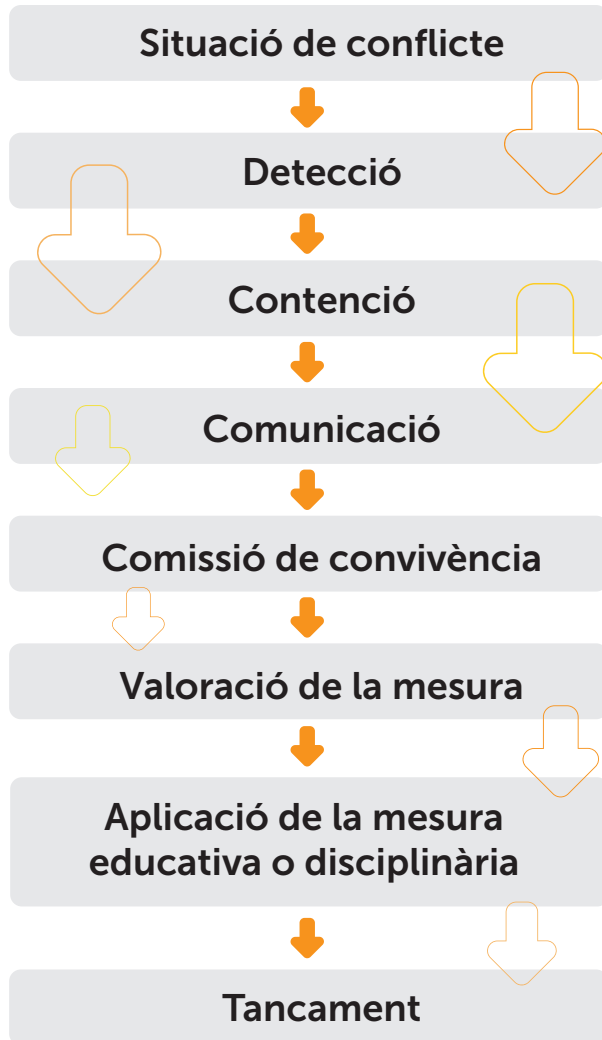 Situació de conflicte
Detecció
Contenció
Comunicació
Comissió de convivència
Valoració de la mesura
Aplicació de la mesura
educativa o disciplinària
Tancament